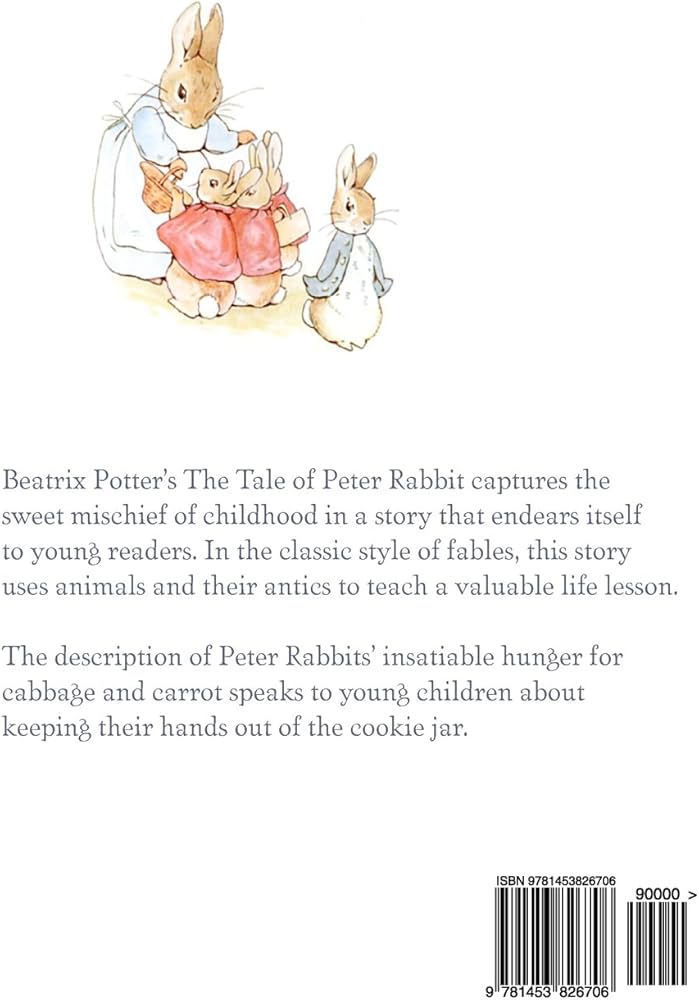 Beatrix Potter's The Tale of Peter Rabbit captures the
sweet mischief of childhood in a story that endears itself
to young readers. In the classic style of fables, this story
uses animals and their antics to teach a valuable life lesson.
The description of Peter Rabbits' insatiable hunger for
cabbage and carrot speaks to young children about
keeping their hands out of the cookie jar.
ISBN 9781453826706
90000 >
9 781453 826706